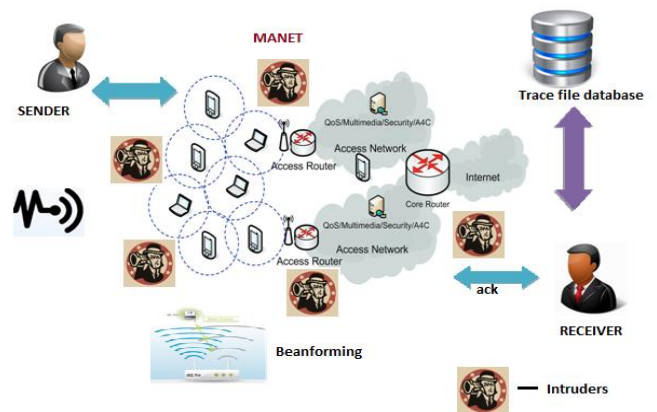 MANET
SENDER
Trace file database
QoS/Multimedia/Security/A4C
Access Network
Access Router
Internet
Core Router
QoS/Multimedia/Security/A4C
Access Network
Access Router
ack
RECEIVER
Beanforming
Intruders